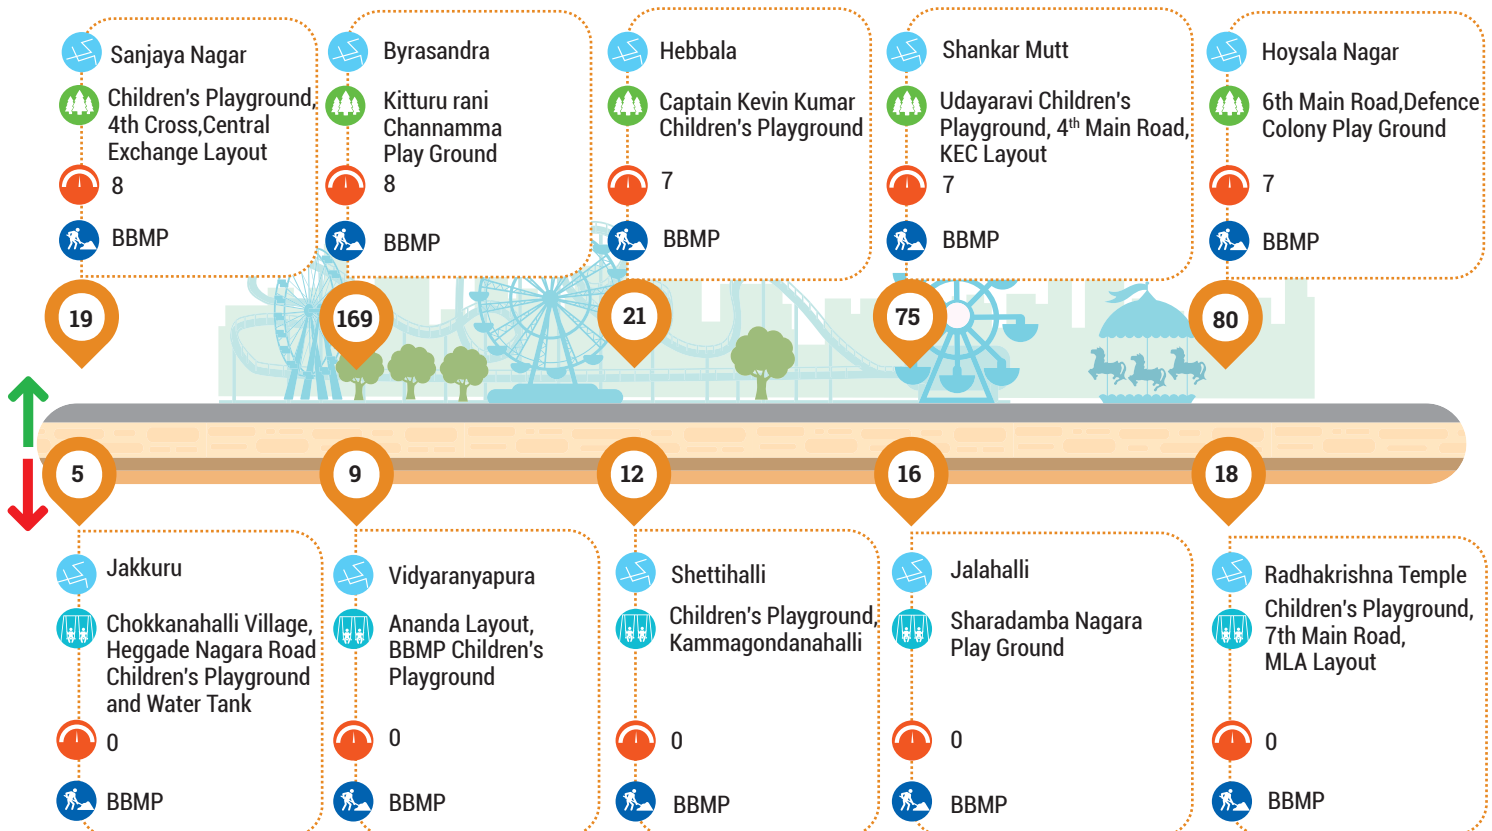 Sanjaya Nagar
Children's Playground,
4th Cross,Central
Exchange Layout
8
BBMP
19
Byrasandra
Kitturu rani
Channamma
Play Ground
8
BBMP
169
Hebbala
Captain Kevin Kumar
Children's Playground
7
BBMP
21
Shankar Mutt
Udayaravi Children's
Playground, 4th Main Road,
KEC Layout
7
BBMP
75
Hoysala Nagar
6th Main Road,Defence
Colony Play Ground
7
BBMP
80
5
Jakkuru
Chokkanahalli Village,
Heggade Nagara Road
Children's Playground
and Water Tank
0
BBMP
9
Vidyaranyapura
Ananda Layout,
BBMP Children's
Playground
0
BBMP
12
Shettihalli
Children's Playground,
Kammagondanahalli
0
BBMP
16
Jalahalli
Sharadamba Nagara
Play Ground
0
BBMP
18
Radhakrishna Temple
Children's Playground,
7th Main Road,
MLA Layout
0
BBMP